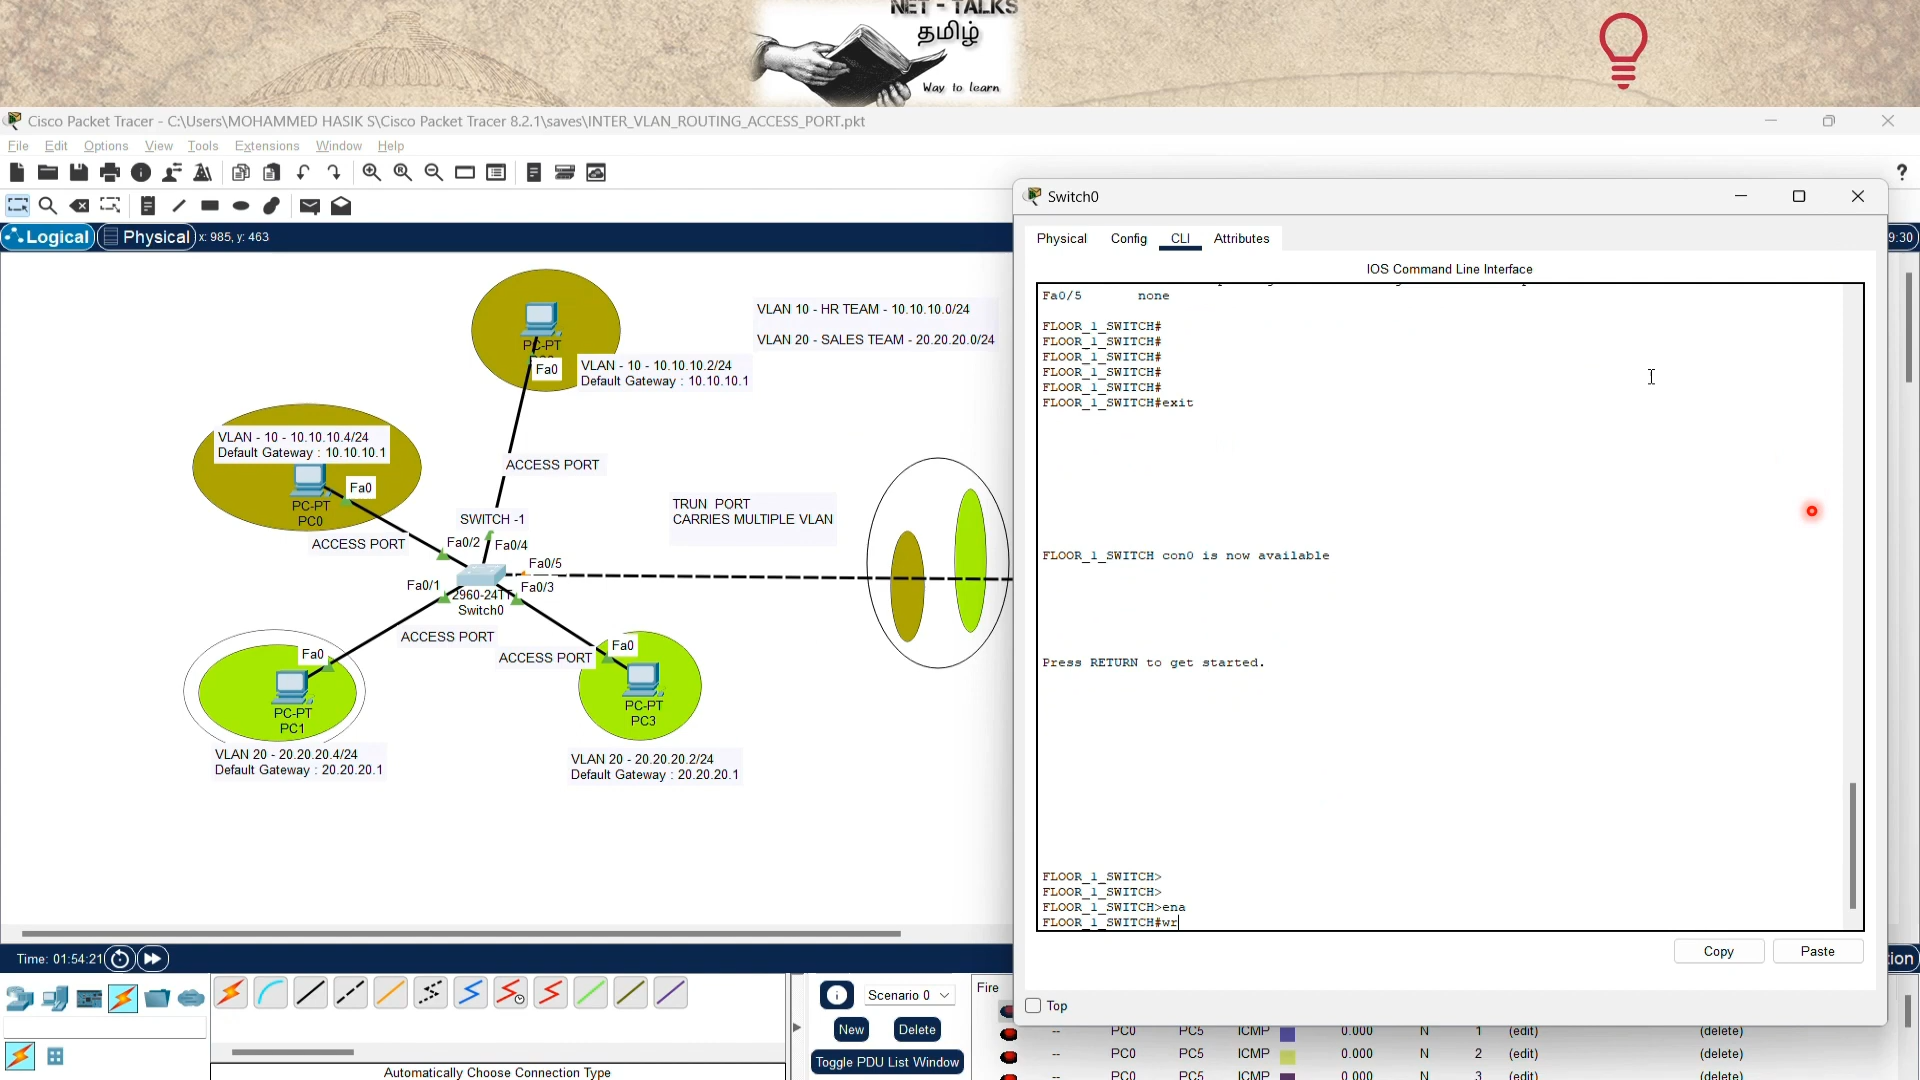 NET - TALKS
தமிழ்
Way to learn
Cisco Packet Tracer - C:\Users\MOHAMMED HASIK S\Cisco Packet Tracer 8.2.1\saves\INTER_VLAN_ROUTING_ACCESS_PORT.pkt
File Edit Options View Tools Extensions Window Help
Logical Physical x: 985, y: 463
9:30
VLAN 10 - HR TEAM - 10.10.10.0/24
VLAN 20 - SALES TEAM - 20.20.20.0/24
PC-PT
Fa0
VLAN - 10 - 10.10.10.2/24
Default Gateway : 10.10.10.1
VLAN - 10 - 10.10.10.4/24
Default Gateway : 10.10.10.1
Fa0
PC-PT
PC0
ACCESS PORT
ACCESS PORT
TRUN PORT
CARRIES MULTIPLE VLAN
SWITCH -1
Fa0/2
Fa0/4
Fa0/5
Fa0/1
Fa0/3
2960-24TT
Switch0
ACCESS PORT
ACCESS PORT
Fa0
PC-PT
PC1
Fa0
PC-PT
PC3
VLAN 20 - 20.20.20.4/24
Default Gateway : 20.20.20.1
VLAN 20 - 20.20.20.2/24
Default Gateway : 20.20.20.1
Switch0
Physical Config CLI Attributes
IOS Command Line Interface
Fa0/5 none
FLOOR_1_SWITCH#
FLOOR_1_SWITCH#
FLOOR_1_SWITCH#
FLOOR_1_SWITCH#
FLOOR_1_SWITCH#
FLOOR_1_SWITCH#exit
FLOOR_1_SWITCH con0 is now available
Press RETURN to get started.
FLOOR_1_SWITCH>
FLOOR_1_SWITCH>
FLOOR_1_SWITCH>ena
FLOOR_1_SWITCH#wr
Copy Paste
Top
Time: 01:54:21
Scenario 0
New Delete
Toggle PDU List Window
Fire
Automatically Choose Connection Type
-- PC0 PC5 ICMP 0.000 N 1 (edit) (delete)
-- PC0 PC5 ICMP 0.000 N 2 (edit) (delete)
-- PC0 PC5 ICMP 0.000 N 3 (edit) (delete)